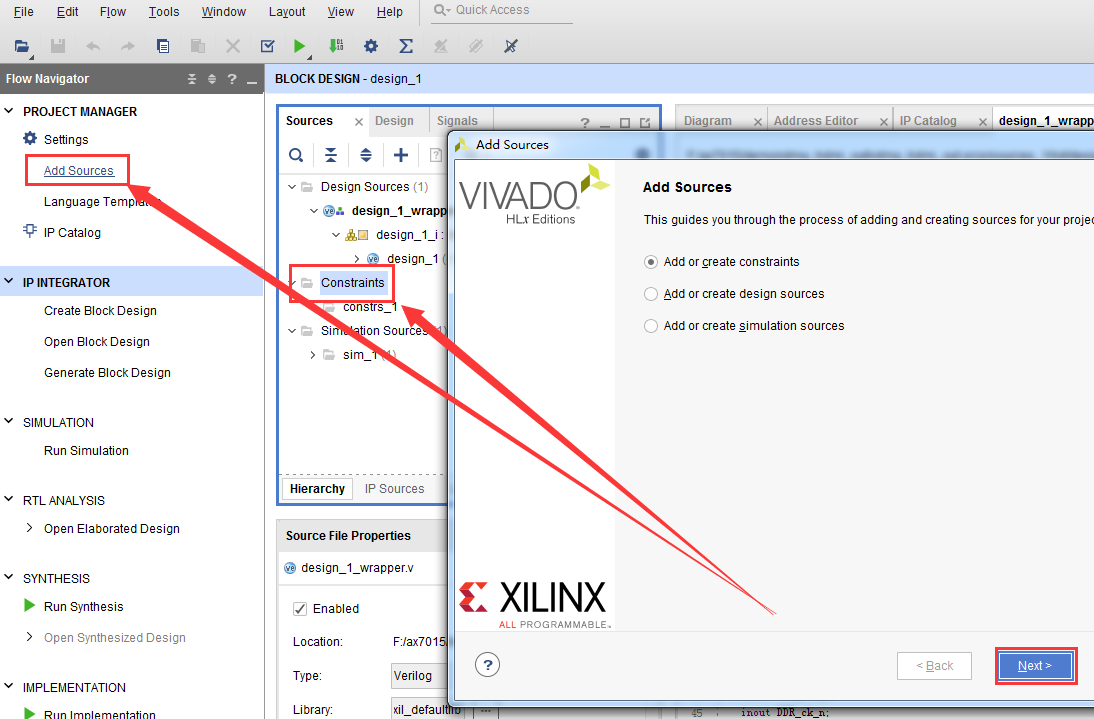 File Edit Flow Tools Window Layout View Help Quick Access
Flow Navigator
BLOCK DESIGN - design_1
PROJECT MANAGER
Settings
Add Sources
Language Templates
IP Catalog
IP INTEGRATOR
Create Block Design
Open Block Design
Generate Block Design
SIMULATION
Run Simulation
RTL ANALYSIS
Open Elaborated Design
SYNTHESIS
Run Synthesis
Open Synthesized Design
IMPLEMENTATION
Run Implementation
Sources Design Signals
Design Sources (1)
design_1_wrapp
design_1_i :
design_1 (
Constraints
constrs_1
Simulation Sources (1)
sim_1 (1)
Hierarchy IP Sources
Source File Properties
design_1_wrapper.v
Enabled
Location: F:/ax7015/
Type: Verilog
Library: xil_defaultlib
Diagram Address Editor IP Catalog design_1_wrapp
Add Sources
VIVADO
HLx Editions
Add Sources
This guides you through the process of adding and creating sources for your projec
Add or create constraints
Add or create design sources
Add or create simulation sources
XILINX
ALL PROGRAMMABLE
< Back Next >
45 inout DDR_ck_n;